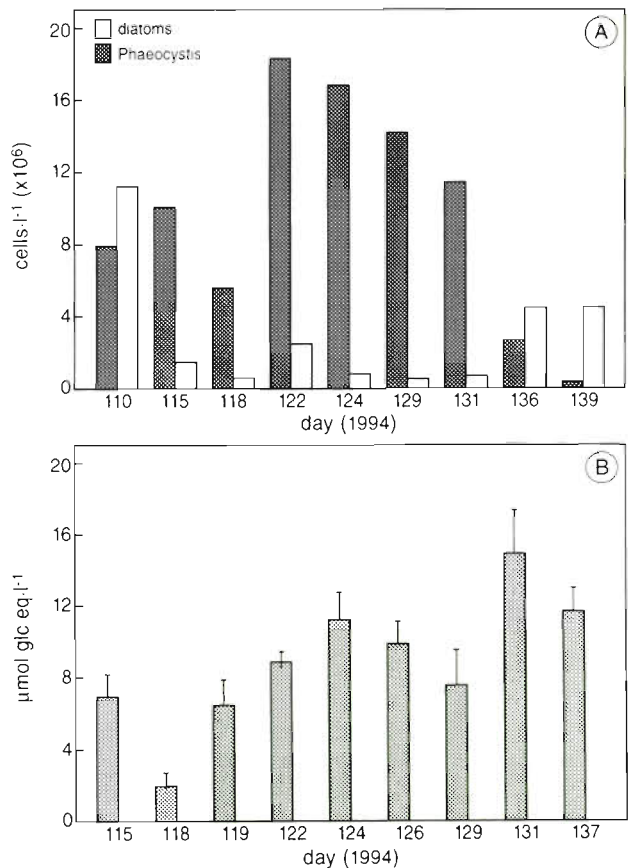 A
diatoms
Phaeocystis
20
16
12
8
4
0
cells·l⁻¹ (x10⁶)
110 115 118 122 124 129 131 136 139
day (1994)
B
20
16
12
8
4
0
µmol glc eq·l⁻¹
115 118 119 122 124 126 129 131 137
day (1994)